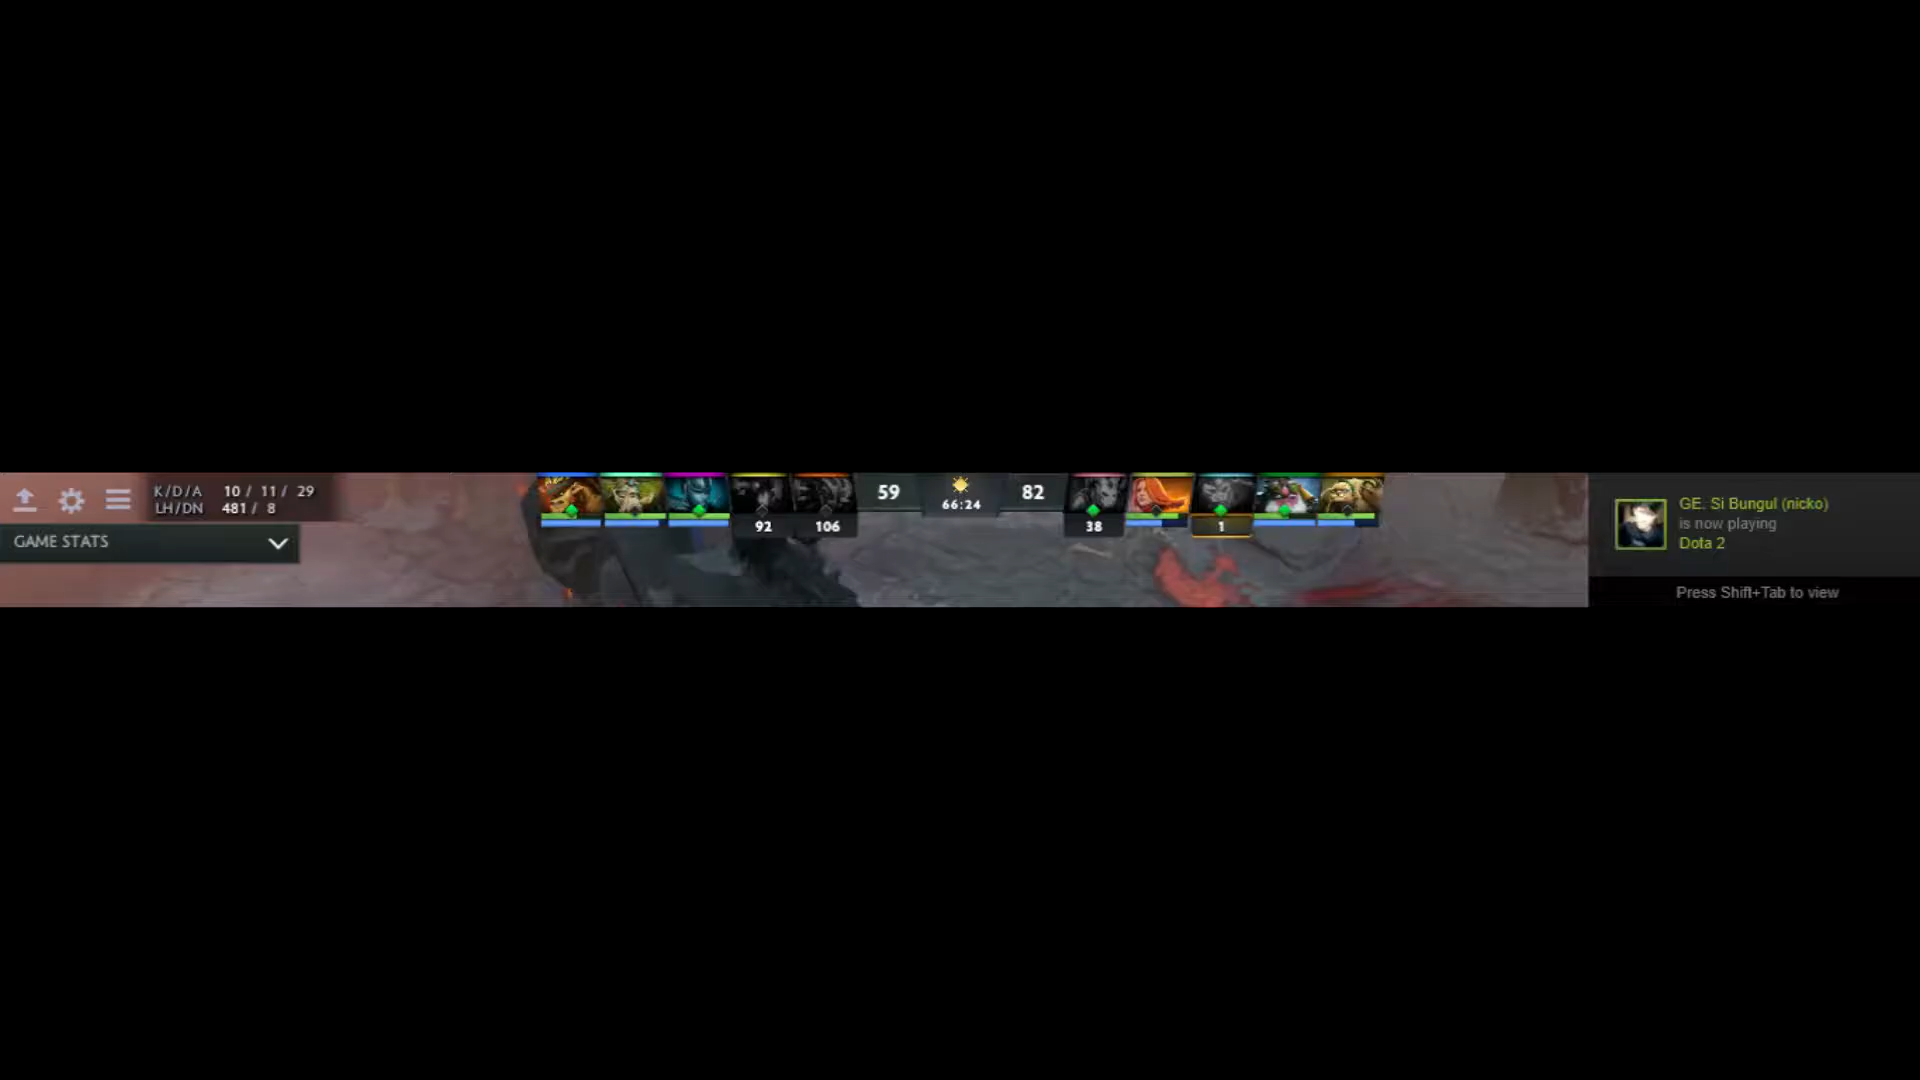 K/D/A 10 / 11 / 29
LH/DN 481 / 8
GAME STATS
92
106
59
66:24
82
38
1
GE. Si Bungul (nicko)
is now playing
Dota 2
Press Shift+Tab to view